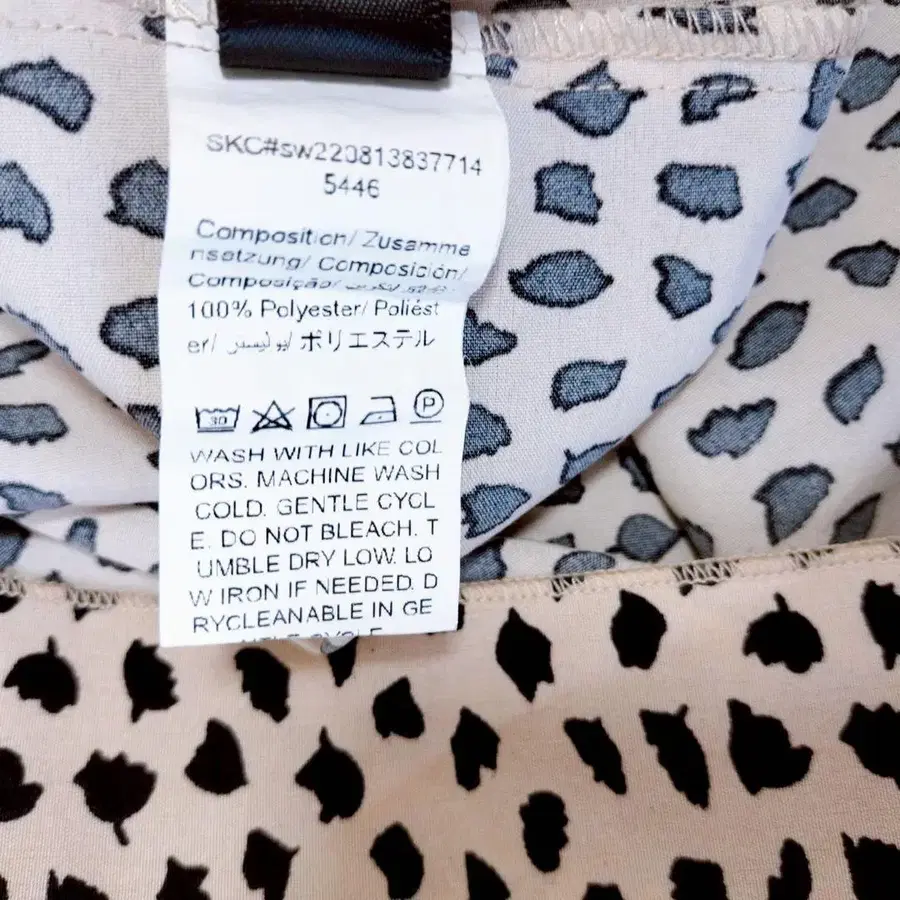 SKC#sw220813837714
5446
Composition/ Zusamme
nsetzung/ Composición/
Composição/
100% Polyester/ Poliést
er/ بوليستر/ ポリエステル
30
P
WASH WITH LIKE COL
ORS. MACHINE WASH
COLD. GENTLE CYCL
E. DO NOT BLEACH. T
UMBLE DRY LOW. LO
W IRON IF NEEDED. D
RYCLEANABLE IN GE
NTLE CYCLE